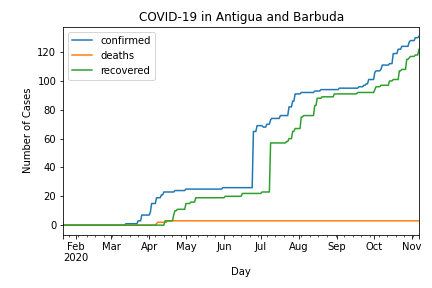 COVID-19 in Antigua and Barbuda
confirmed
deaths
recovered
Number of Cases
120
100
80
60
40
20
0
Feb Mar Apr May Jun Jul Aug Sep Oct Nov
2020
Day